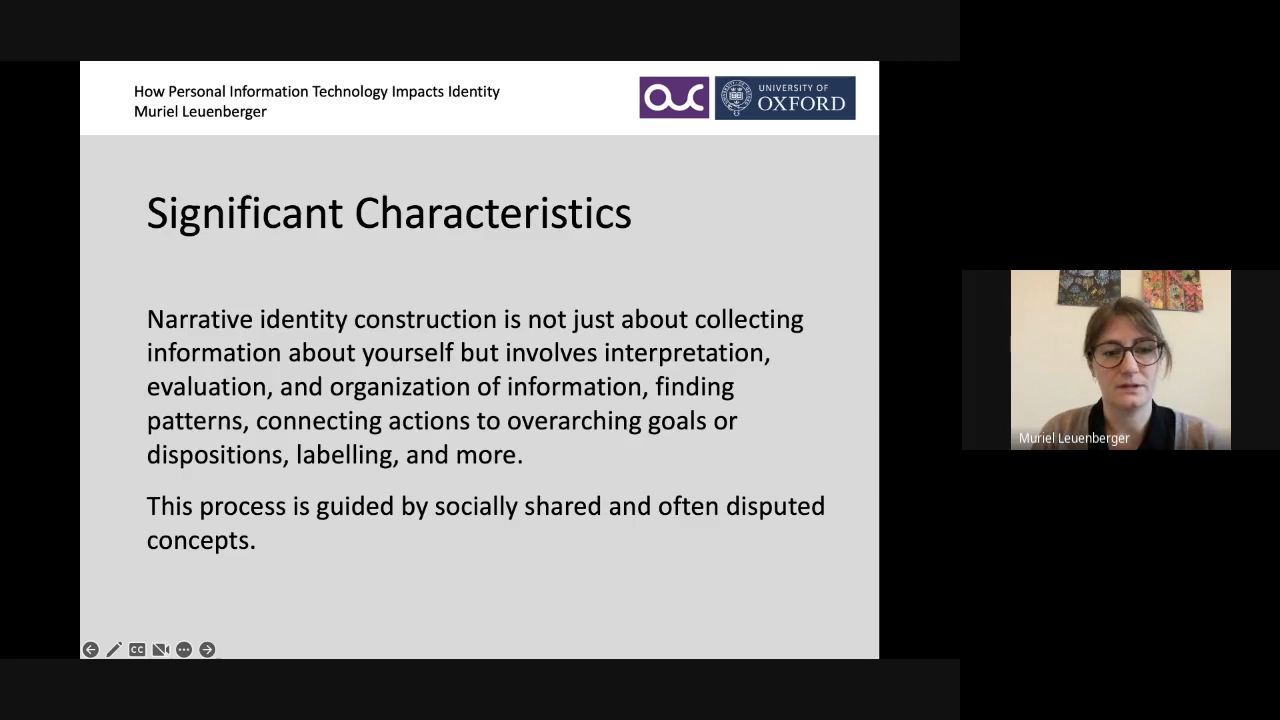 How Personal Information Technology Impacts Identity
Muriel Leuenberger
OUC
UNIVERSITY OF
OXFORD
Significant Characteristics
Narrative identity construction is not just about collecting
information about yourself but involves interpretation,
evaluation, and organization of information, finding
patterns, connecting actions to overarching goals or
dispositions, labelling, and more.
This process is guided by socially shared and often disputed
concepts.
CC
Muriel Leuenberger